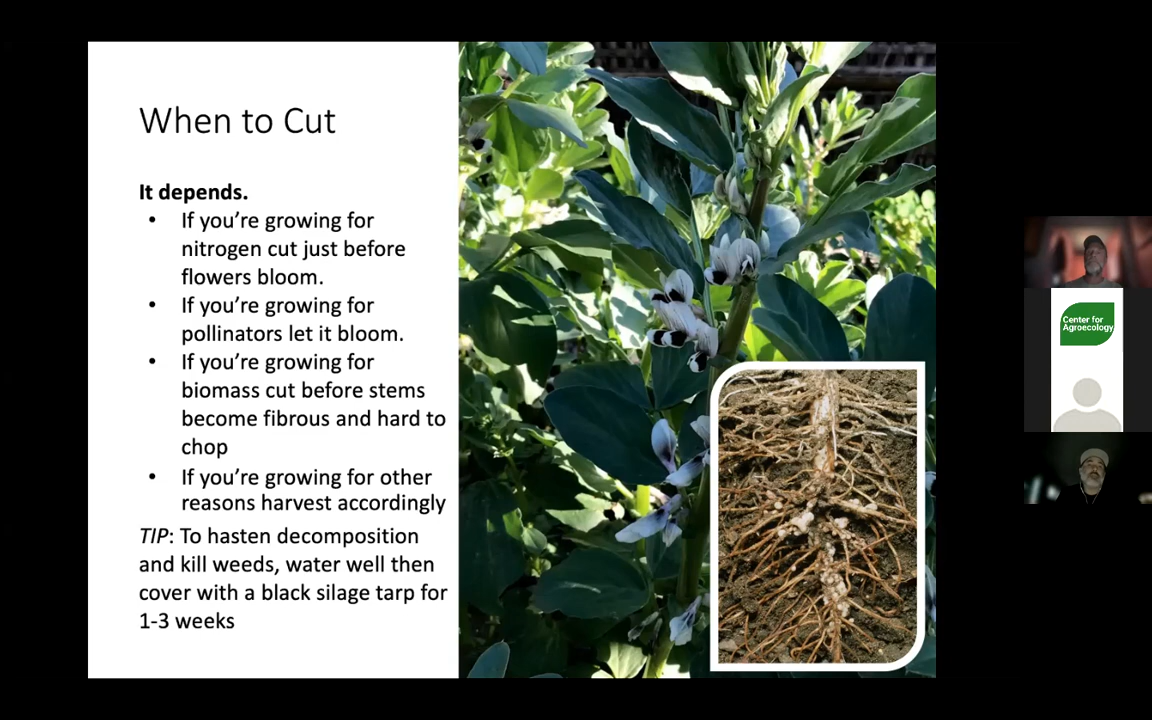 When to Cut
It depends.
• If you’re growing for
nitrogen cut just before
flowers bloom.
• If you’re growing for
pollinators let it bloom.
• If you’re growing for
biomass cut before stems
become fibrous and hard to
chop
• If you’re growing for other
reasons harvest accordingly
TIP: To hasten decomposition
and kill weeds, water well then
cover with a black silage tarp for
1-3 weeks
Center for
Agroecology